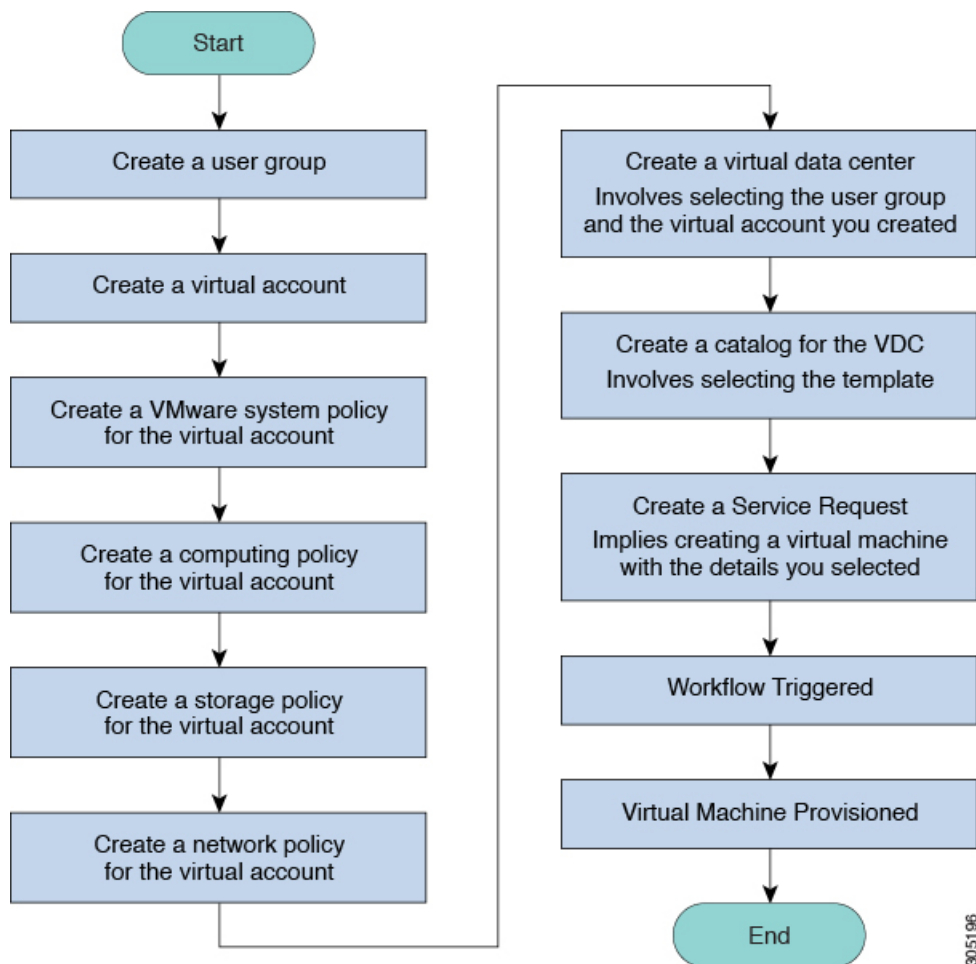 Start
Create a user group
Create a virtual account
Create a VMware system policy
for the virtual account
Create a computing policy
for the virtual account
Create a storage policy
for the virtual account
Create a network policy
for the virtual account
Create a virtual data center
Involves selecting the user group
and the virtual account you created
Create a catalog for the VDC
Involves selecting the template
Create a Service Request
Implies creating a virtual machine
with the details you selected
Workflow Triggered
Virtual Machine Provisioned
End
305196